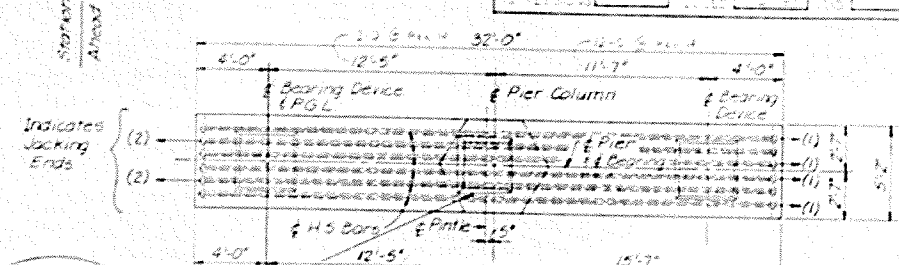 Station
Ahead
32'-0"
4'-0" 12'-5" 11'-7" 4'-0"
℄ Bearing Device
℄ PGL
℄ Pier Column
℄ Bearing
Device
Indicates
Jacking
Ends
(2)
(2)
℄ Pier
℄ Bearing
(1)
(1)
(1)
(1)
℄ H.S. Bars
℄ Pintle
5"
4'-0" 12'-5" 15'-7"